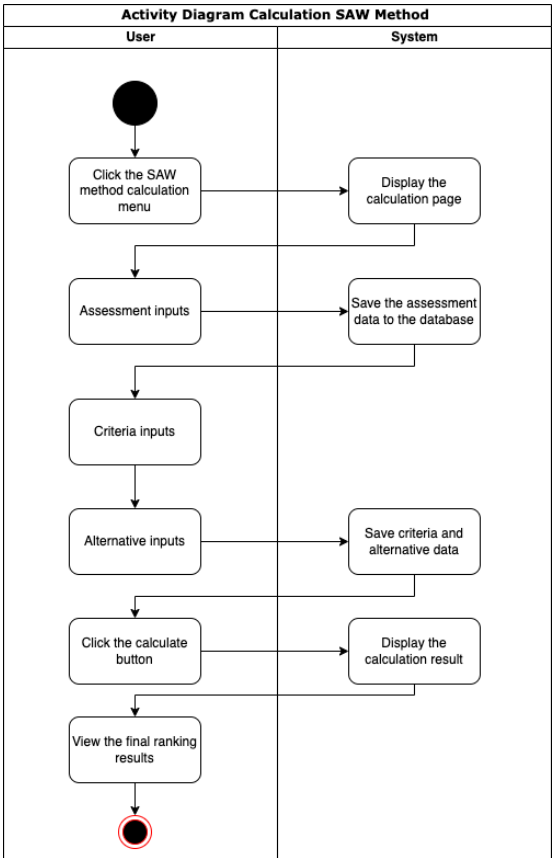 Activity Diagram Calculation SAW Method
User
System
Click the SAW
method calculation
menu
Display the
calculation page
Assessment inputs
Save the assessment
data to the database
Criteria inputs
Alternative inputs
Save criteria and
alternative data
Click the calculate
button
Display the
calculation result
View the final ranking
results